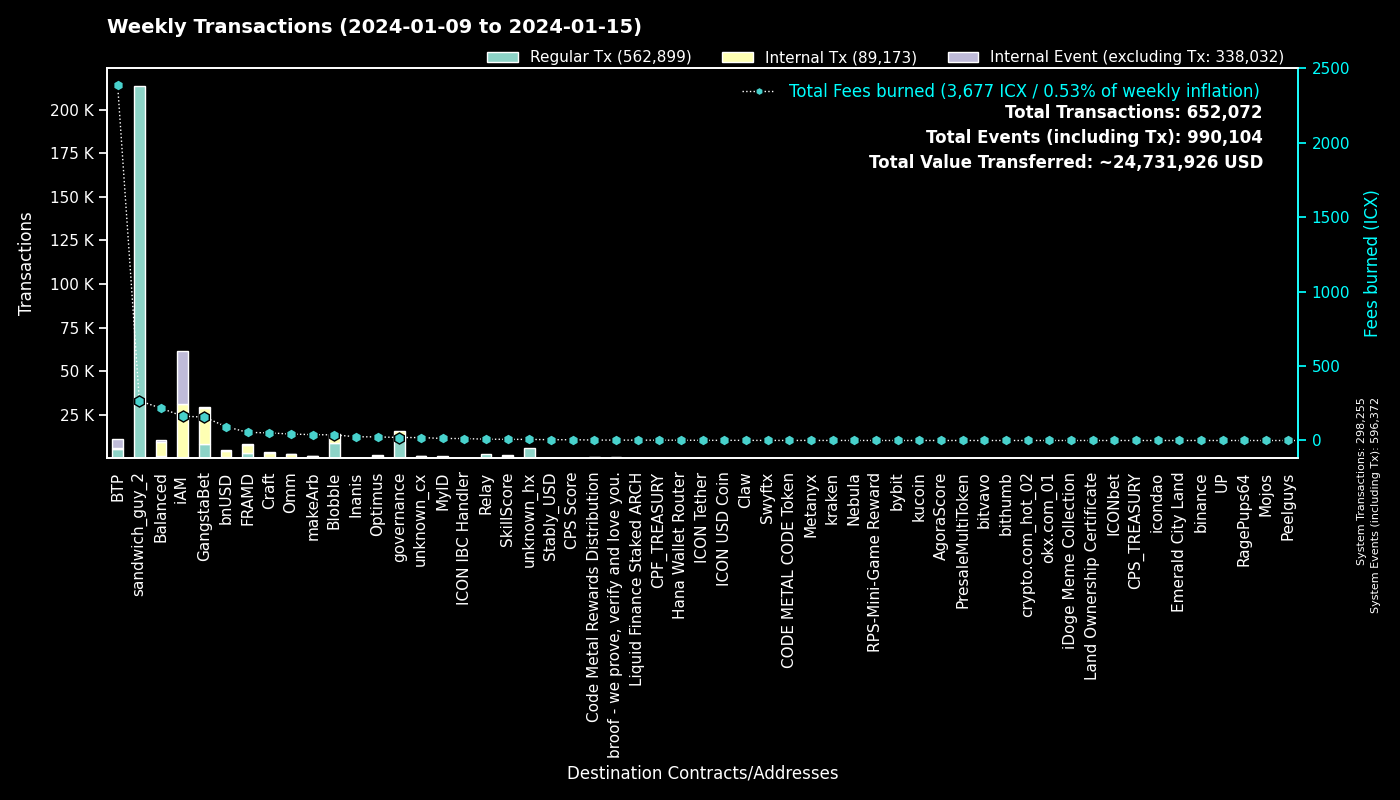 Weekly Transactions (2024-01-09 to 2024-01-15)
Regular Tx (562,899)
Internal Tx (89,173)
Internal Event (excluding Tx: 338,032)
Total Fees burned (3,677 ICX / 0.53% of weekly inflation)
Total Transactions: 652,072
Total Events (including Tx): 990,104
Total Value Transferred: ~24,731,926 USD
Transactions
200 K
175 K
150 K
125 K
100 K
75 K
50 K
25 K
2500
2000
1500
1000
500
0
Fees burned (ICX)
System Transactions: 298,255
System Events (including Tx): 596,372
BTP
sandwich_guy_2
Balanced
iAM
GangstaBet
bnUSD
FRAMD
Craft
Omm
makeArb
Blobble
Inanis
Optimus
governance
unknown_cx
MyID
ICON IBC Handler
Relay
SkillScore
unknown_hx
Stably_USD
CPS Score
Code Metal Rewards Distribution
broof - we prove, verify and love you.
Liquid Finance Staked ARCH
CPF_TREASURY
Hana Wallet Router
ICON Tether
ICON USD Coin
Claw
Swyftx
CODE METAL CODE Token
Metanyx
kraken
Nebula
RPS-Mini-Game Reward
bybit
kucoin
AgoraScore
PresaleMultiToken
bitvavo
bithumb
crypto.com_hot_02
okx.com_01
iDoge Meme Collection
Land Ownership Certificate
ICONbet
CPS_TREASURY
icondao
Emerald City Land
binance
UP
RagePups64
Mojos
Peelguys
Destination Contracts/Addresses